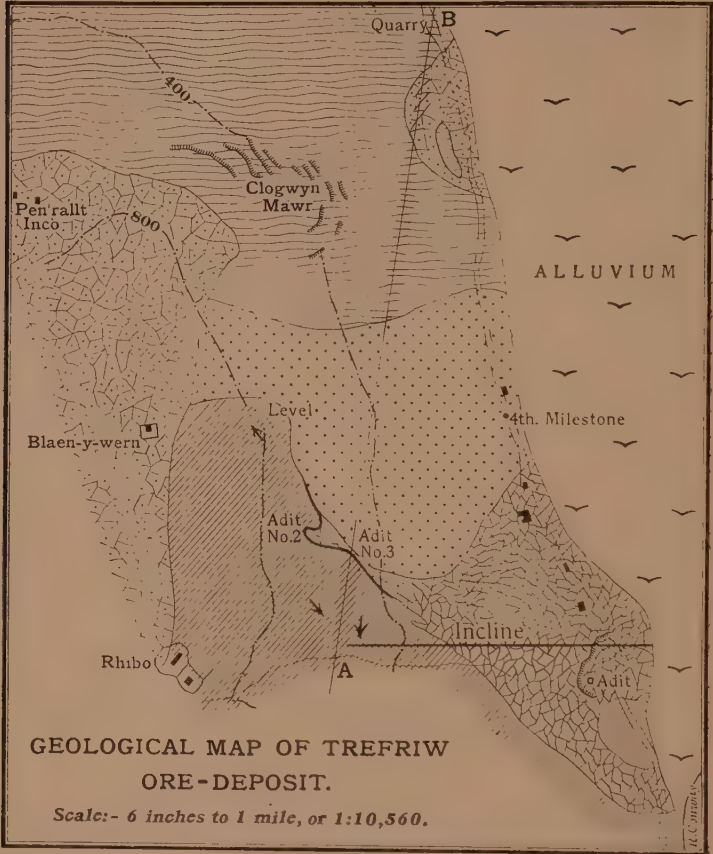 Quarry
B
400
Clogwyn
Mawr
Pen'rallt
Inco.
800
ALLUVIUM
Level
4th. Milestone
Blaen-y-wern
Adit
No.2
Adit
No.3
Incline
Rhibo
A
Adit
GEOLOGICAL MAP OF TREFRIW
ORE-DEPOSIT.
Scale:- 6 inches to 1 mile, or 1:10,560.